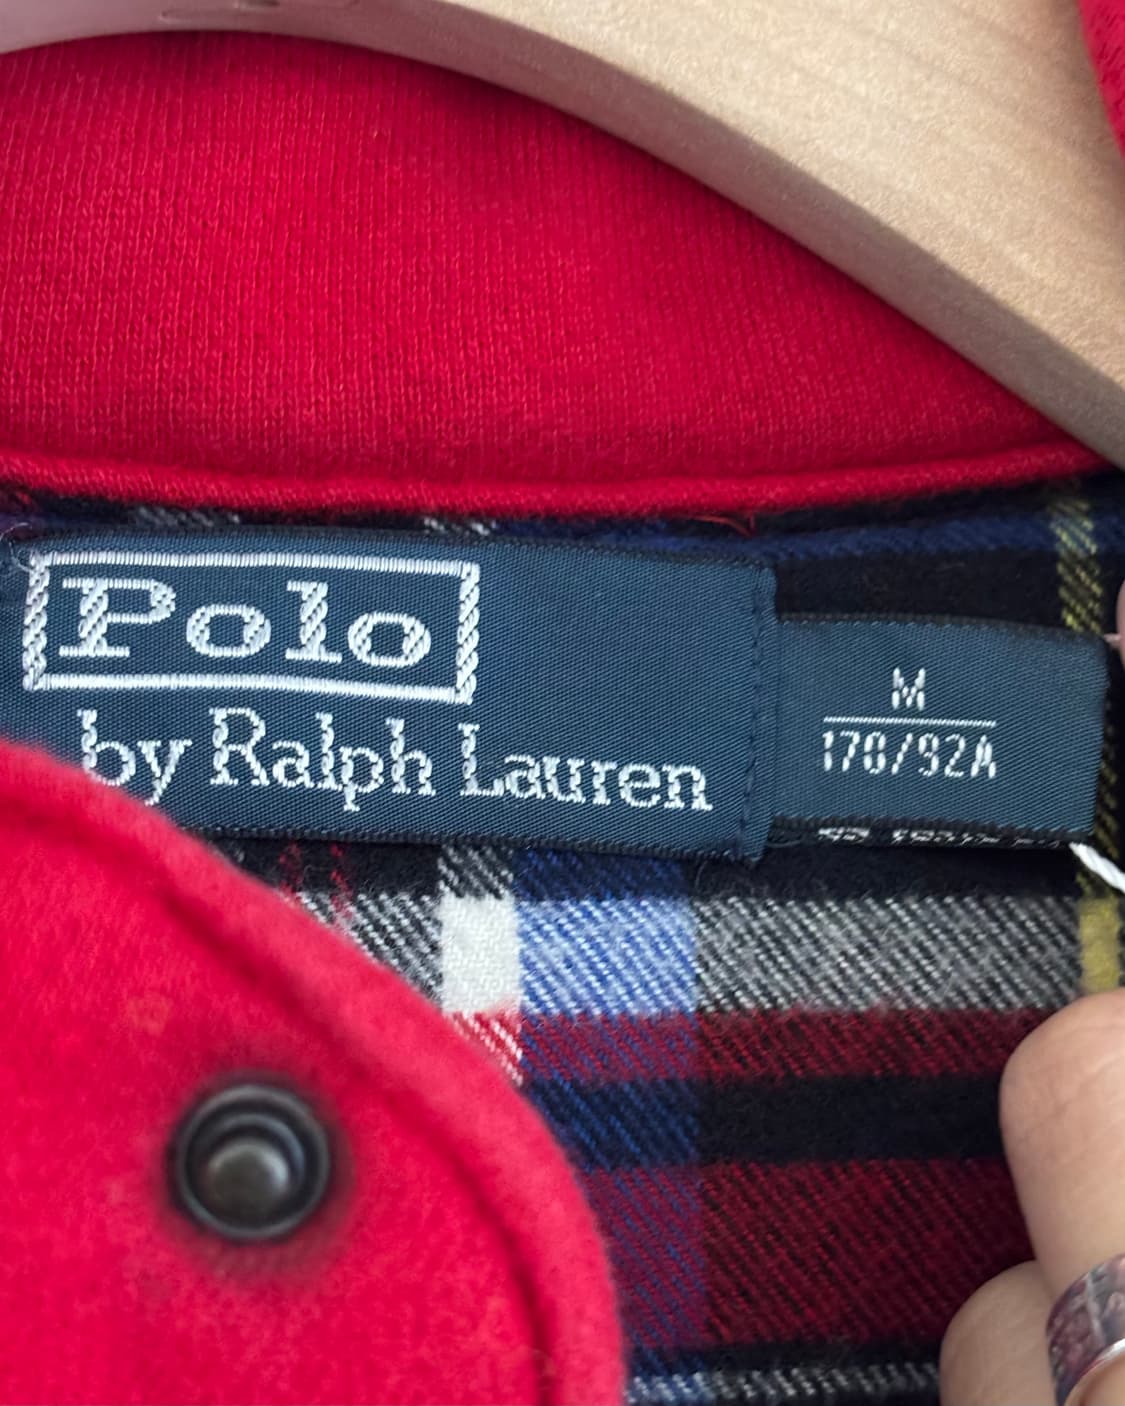 Polo
by Ralph Lauren
M
170/92A